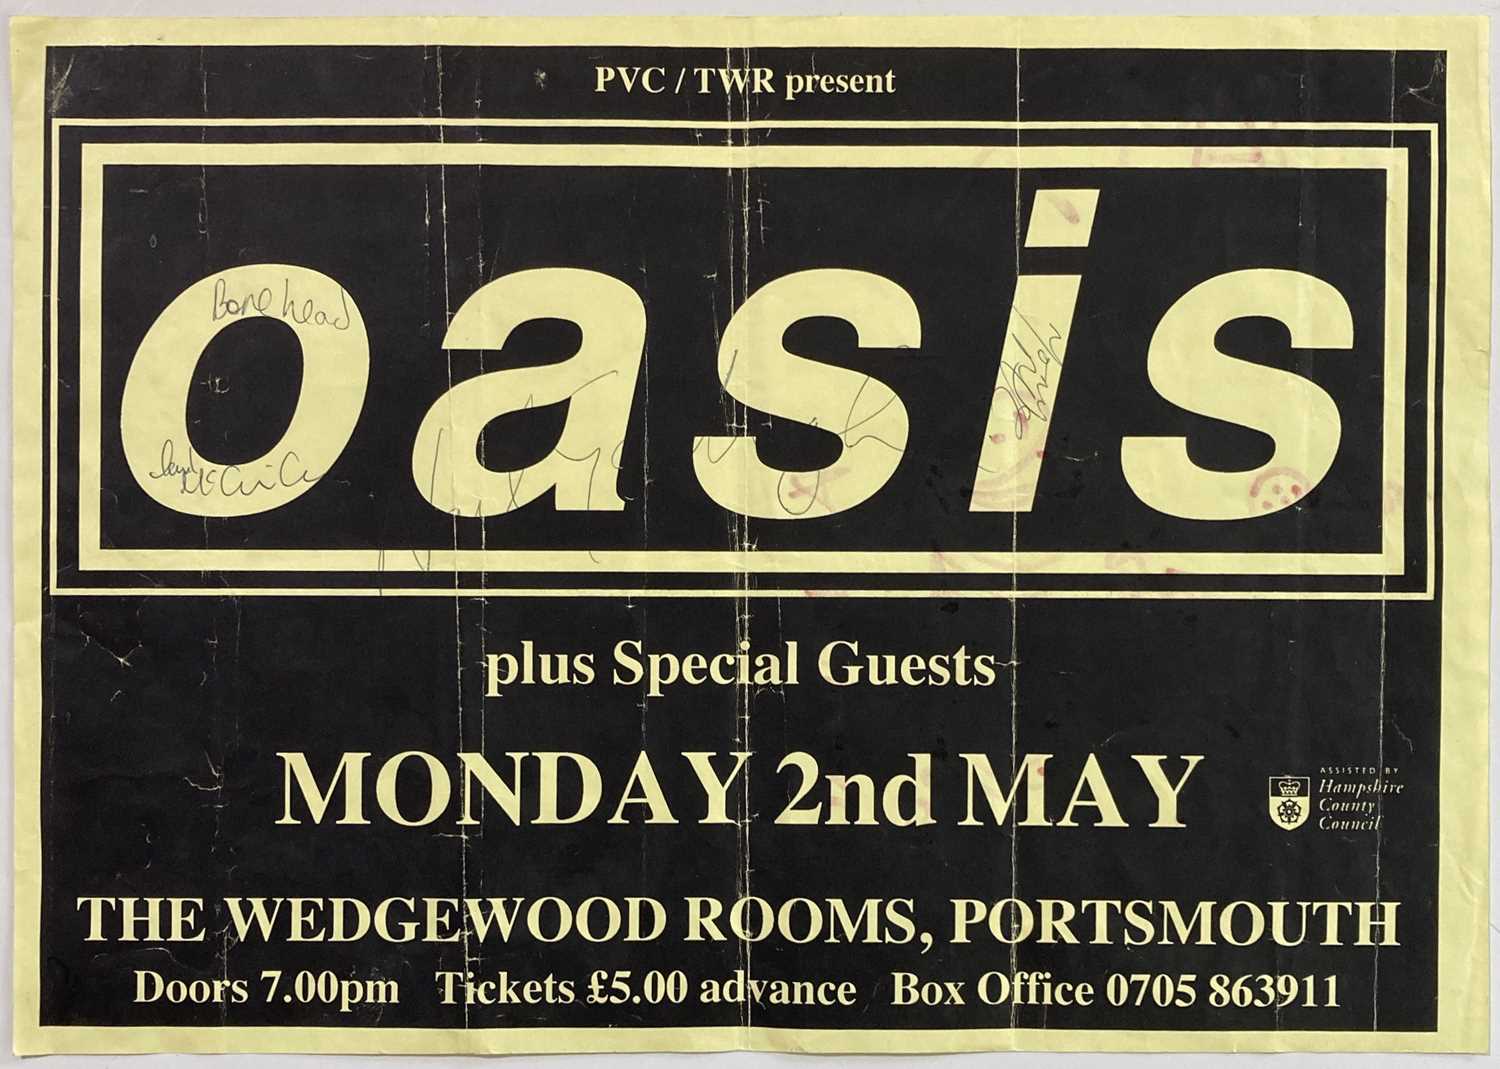 PVC / TWR present
oasis
Bonehead
McGuigan
plus Special Guests
MONDAY 2nd MAY
ASSISTED BY
Hampshire
County
Council
THE WEDGEWOOD ROOMS, PORTSMOUTH
Doors 7.00pm Tickets £5.00 advance Box Office 0705 863911